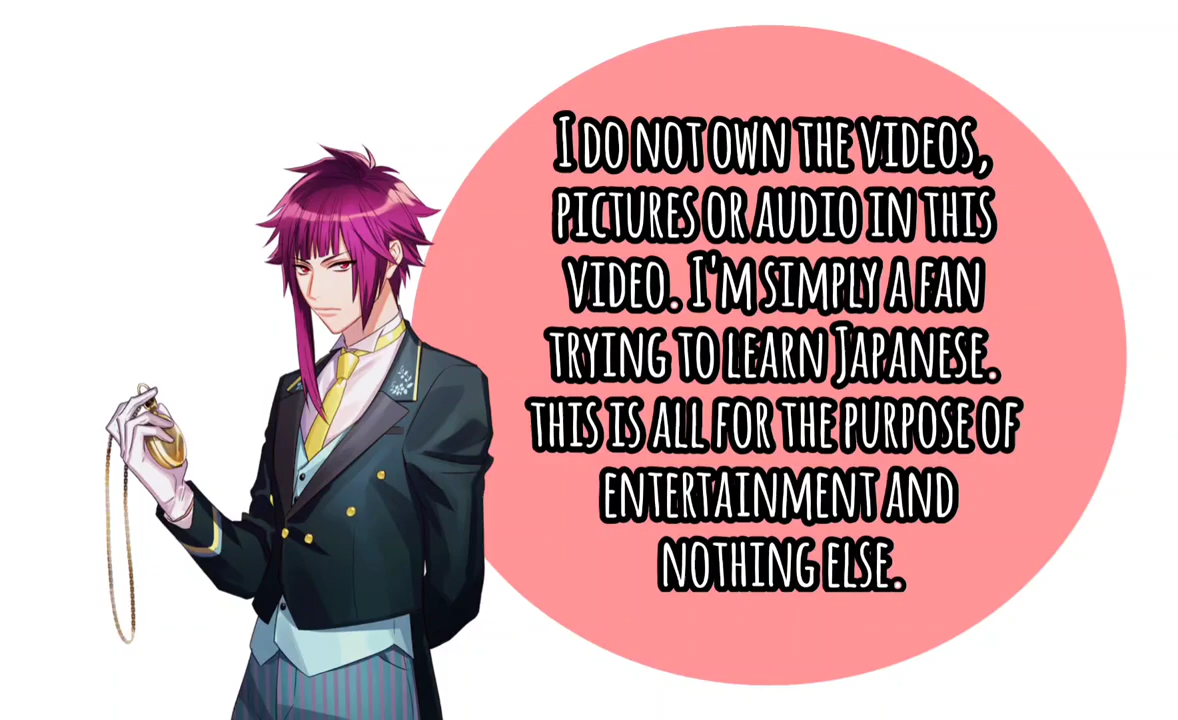 I do not own the videos,
pictures or audio in this
video. I'm simply a fan
trying to learn Japanese.
this is all for the purpose of
entertainment and
nothing else.